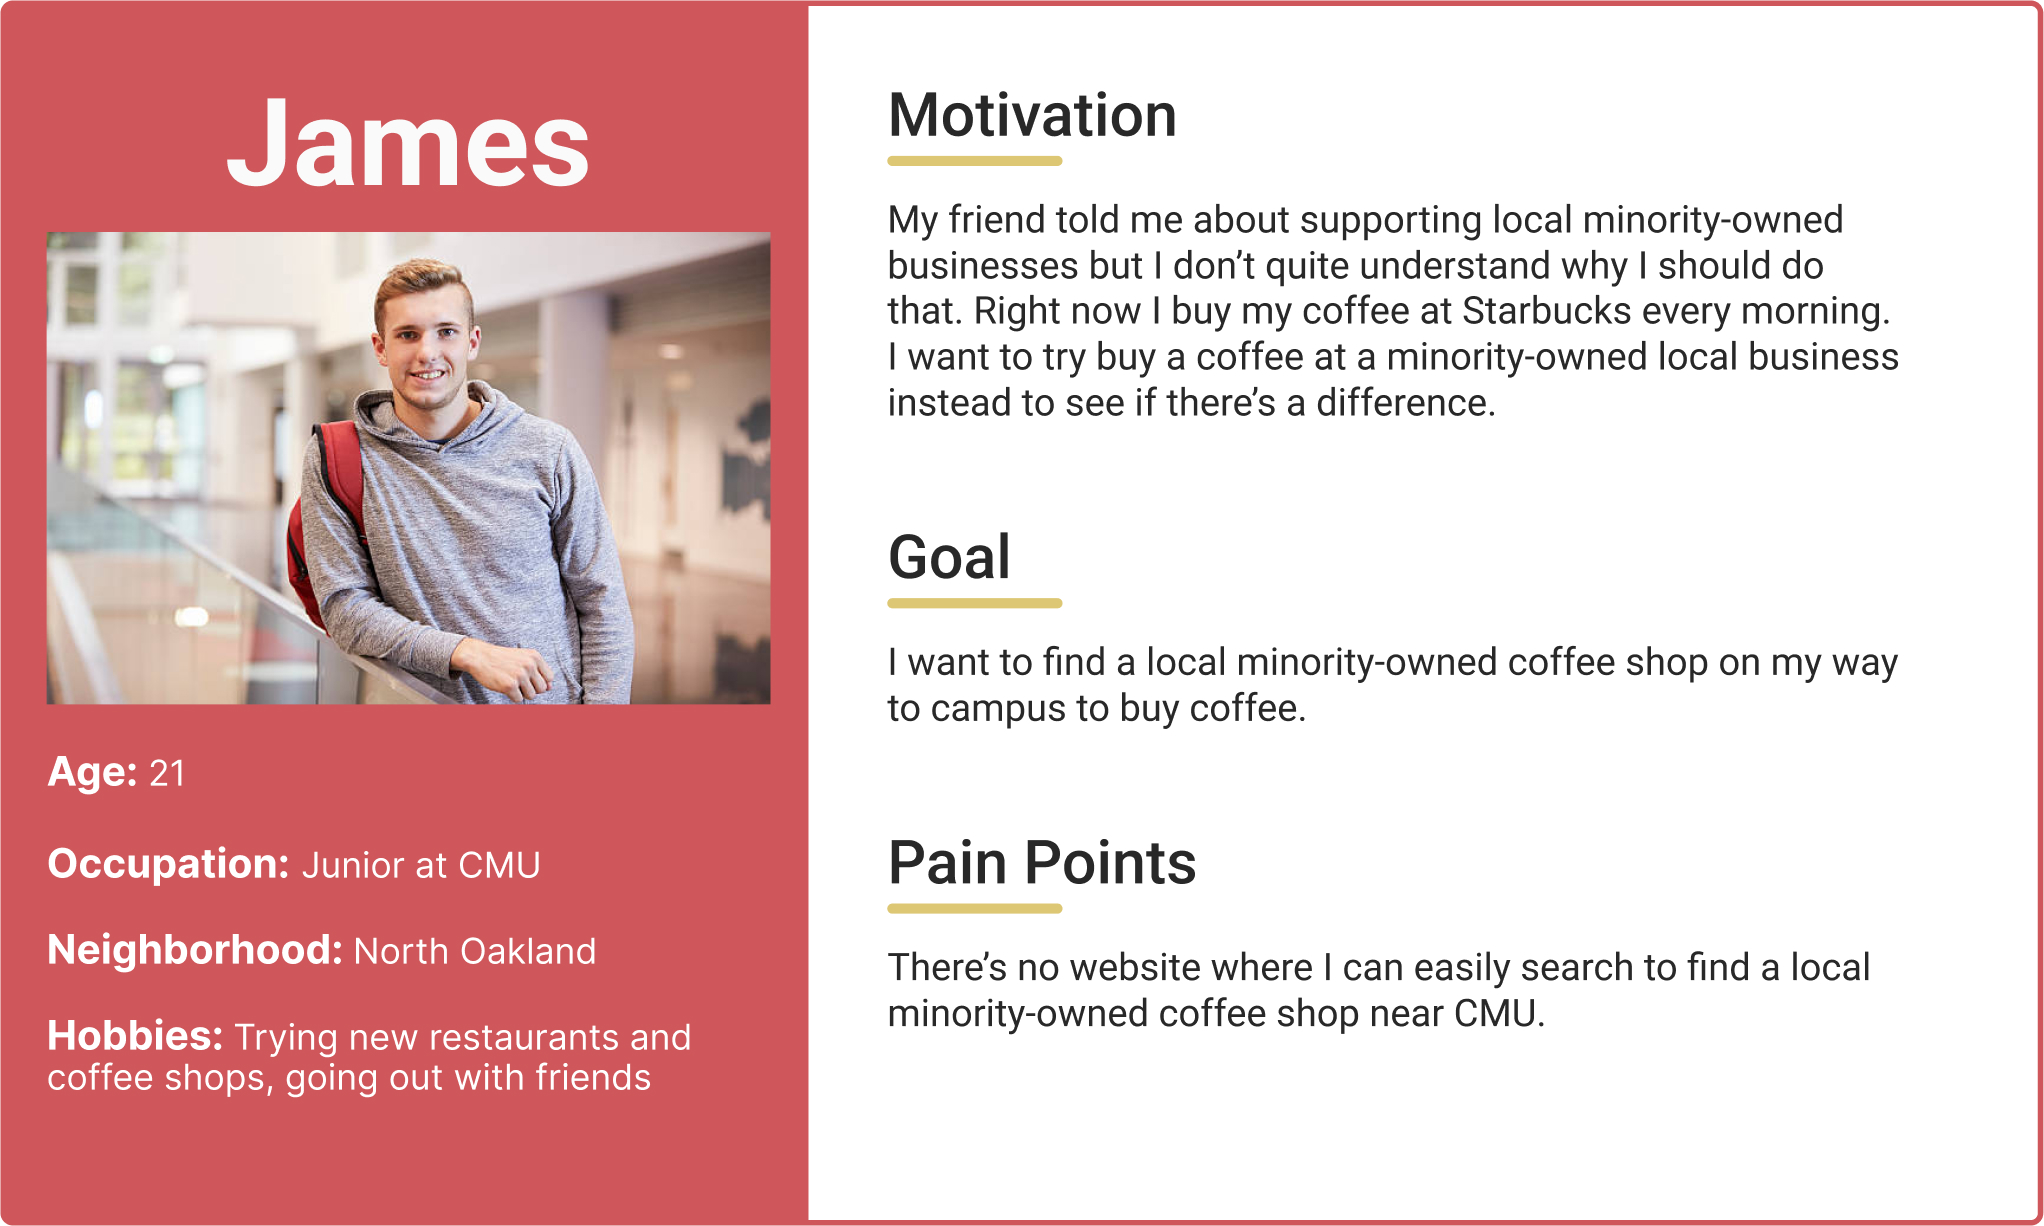 James
Age: 21
Occupation: Junior at CMU
Neighborhood: North Oakland
Hobbies: Trying new restaurants and
coffee shops, going out with friends
Motivation
My friend told me about supporting local minority-owned
businesses but I don’t quite understand why I should do
that. Right now I buy my coffee at Starbucks every morning.
I want to try buy a coffee at a minority-owned local business
instead to see if there’s a difference.
Goal
I want to find a local minority-owned coffee shop on my way
to campus to buy coffee.
Pain Points
There’s no website where I can easily search to find a local
minority-owned coffee shop near CMU.